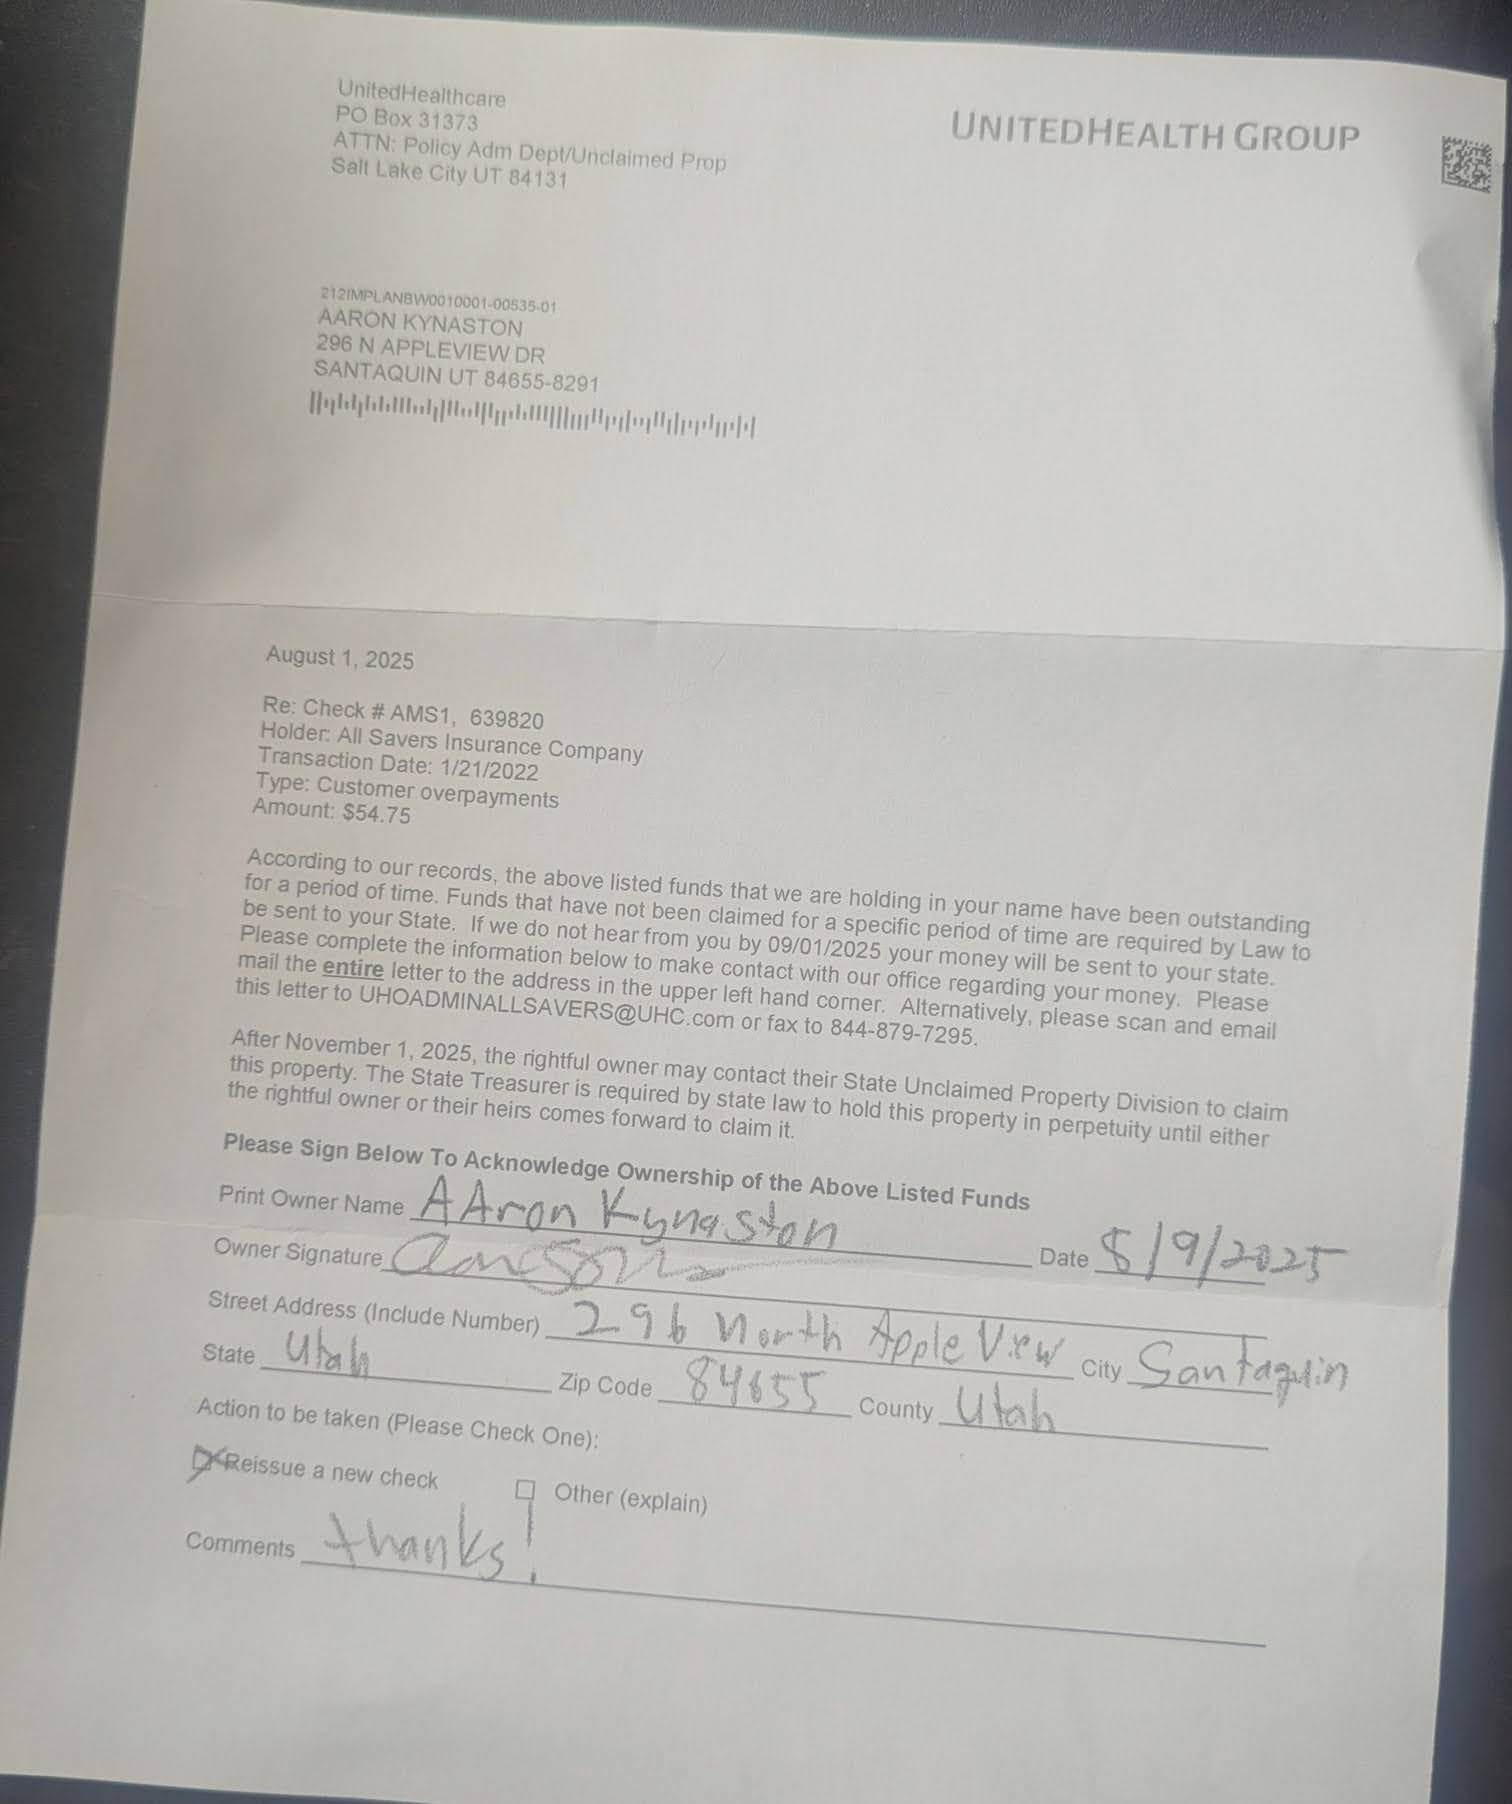 UnitedHealthcare
PO Box 31373
ATTN: Policy Adm Dept/Unclaimed Prop
Salt Lake City UT 84131
UNITEDHEALTH GROUP
212IMPLANBW0010001-00535-01
AARON KYNASTON
296 N APPLEVIEW DR
SANTAQUIN UT 84655-8291
August 1, 2025
Re: Check # AMS1, 639820
Holder: All Savers Insurance Company
Transaction Date: 1/21/2022
Type: Customer overpayments
Amount: $54.75
According to our records, the above listed funds that we are holding in your name have been outstanding
for a period of time. Funds that have not been claimed for a specific period of time are required by Law to
be sent to your State. If we do not hear from you by 09/01/2025 your money will be sent to your state.
Please complete the information below to make contact with our office regarding your money. Please
mail the entire letter to the address in the upper left hand corner. Alternatively, please scan and email
this letter to UHOADMINALLSAVERS@UHC.com or fax to 844-879-7295.
After November 1, 2025, the rightful owner may contact their State Unclaimed Property Division to claim
this property. The State Treasurer is required by state law to hold this property in perpetuity until either
the rightful owner or their heirs comes forward to claim it.
Please Sign Below To Acknowledge Ownership of the Above Listed Funds
Print Owner Name AAron Kynaston
Owner Signature Date 8/9/2025
Street Address (Include Number) 296 North Apple View City Santaquin
State Utah Zip Code 84655 County Utah
Action to be taken (Please Check One):
Reissue a new check Other (explain)
Comments thanks!